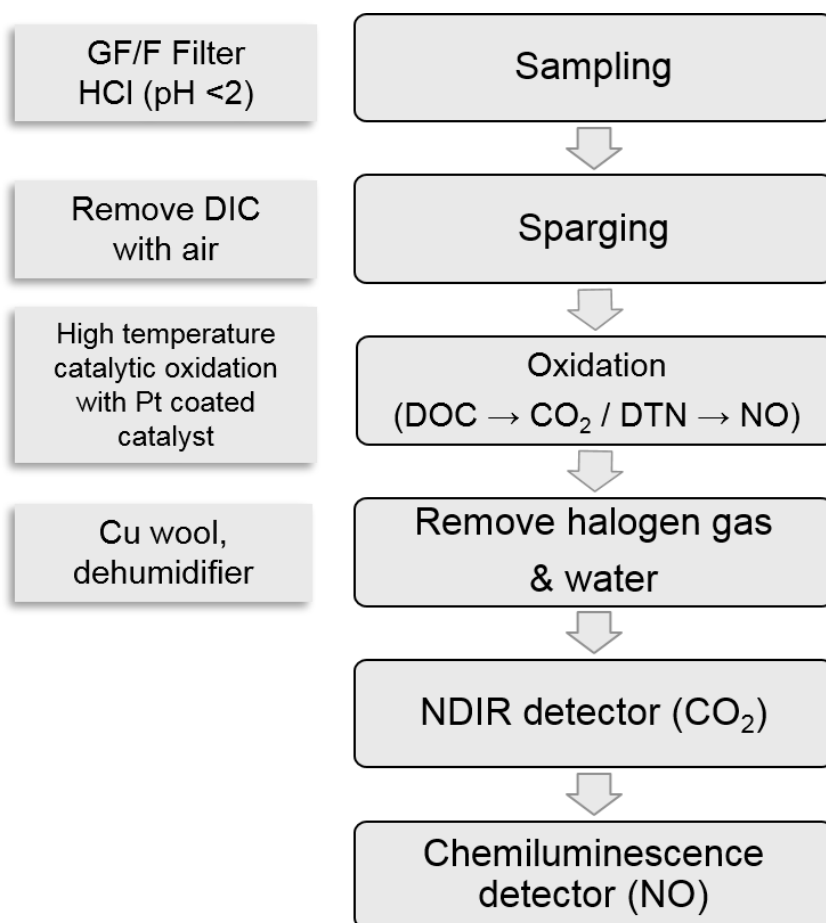 GF/F Filter
HCl (pH <2)
Sampling
Remove DIC
with air
Sparging
High temperature
catalytic oxidation
with Pt coated
catalyst
Oxidation
(DOC → CO₂ / DTN → NO)
Cu wool,
dehumidifier
Remove halogen gas
& water
NDIR detector (CO₂)
Chemiluminescence
detector (NO)